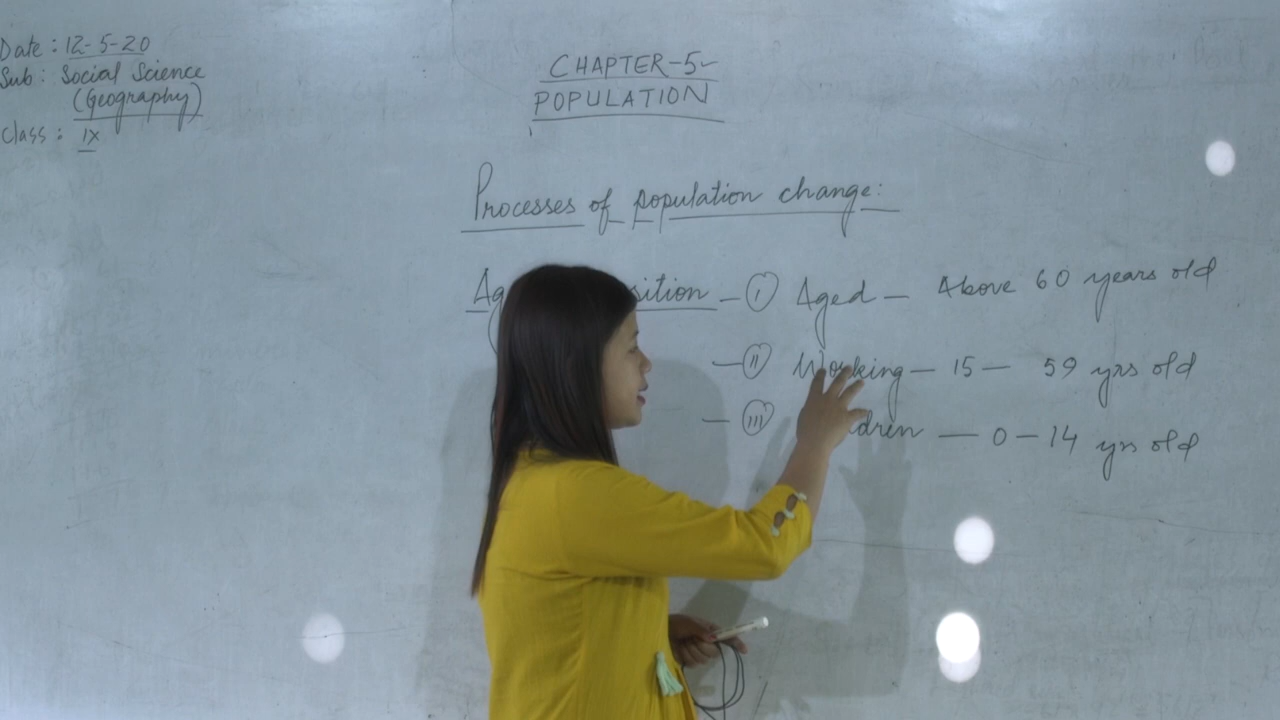 Date : 12-5-20
Sub : Social Science
(Geography)
Class : IX
CHAPTER-5
POPULATION
Processes of population change:
- (I) Aged - Above 60 years old
- (II) Working - 15 - 59 yrs old
- (III) - 0 - 14 yrs old